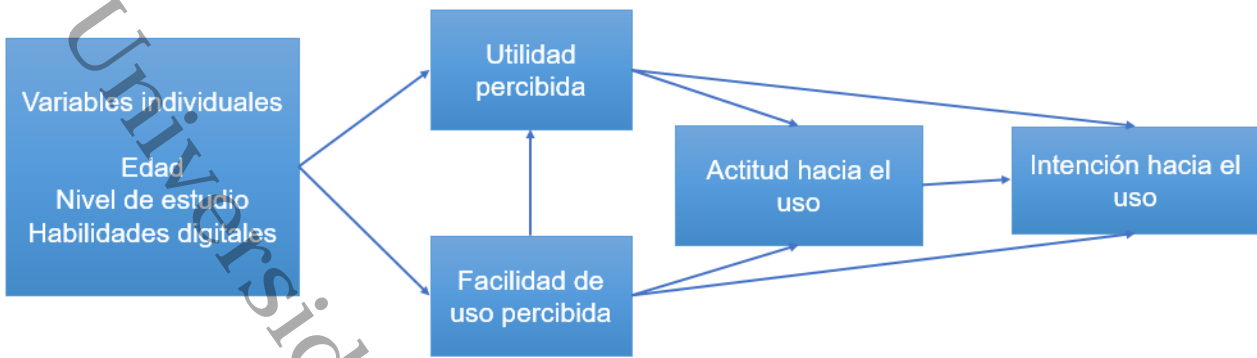 Variables individuales
Edad
Nivel de estudio
Habilidades digitales
Utilidad
percibida
Facilidad de
uso percibida
Actitud hacia el
uso
Intención hacia el
uso
Universid